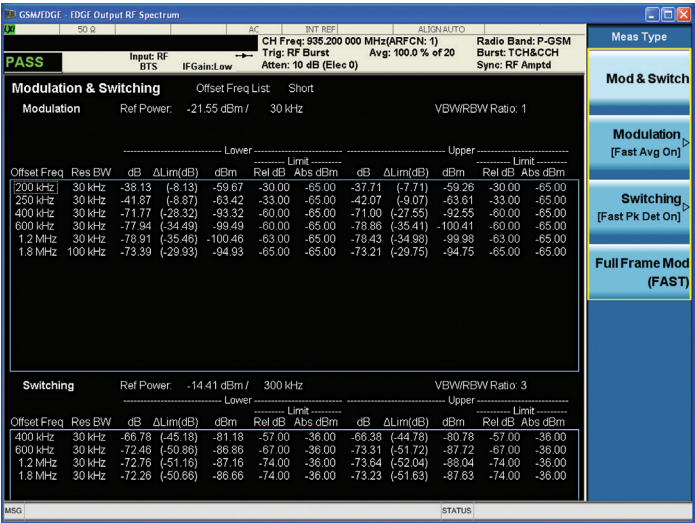 GSM/EDGE - EDGE Output RF Spectrum
50 Ω AC INT REF ALIGN AUTO
CH Freq: 935.200 000 MHz(ARFCN: 1) Radio Band: P-GSM
PASS Input: RF Trig: RF Burst Avg: 100.0 % of 20 Burst: TCH&CCH
BTS IFGain:Low Atten: 10 dB (Elec 0) Sync: RF Amptd
Modulation & Switching Offset Freq List: Short
Modulation Ref Power: -21.55 dBm / 30 kHz VBW/RBW Ratio: 1
Lower Upper
Limit Limit
Offset Freq Res BW dB ΔLim(dB) dBm Rel dB Abs dBm dB ΔLim(dB) dBm Rel dB Abs dBm
200 kHz 30 kHz -38.13 (-8.13) -59.67 -30.00 -65.00 -37.71 (-7.71) -59.26 -30.00 -65.00
250 kHz 30 kHz -41.87 (-8.87) -63.42 -33.00 -65.00 -42.07 (-9.07) -63.61 -33.00 -65.00
400 kHz 30 kHz -71.77 (-28.32) -93.32 -60.00 -65.00 -71.00 (-27.55) -92.55 -60.00 -65.00
600 kHz 30 kHz -77.94 (-34.49) -99.49 -60.00 -65.00 -78.86 (-35.41) -100.41 -60.00 -65.00
1.2 MHz 30 kHz -78.91 (-35.46) -100.46 -63.00 -65.00 -78.43 (-34.98) -99.98 -63.00 -65.00
1.8 MHz 100 kHz -73.39 (-29.93) -94.93 -65.00 -65.00 -73.21 (-29.75) -94.75 -65.00 -65.00
Switching Ref Power: -14.41 dBm / 300 kHz VBW/RBW Ratio: 3
Lower Upper
Limit Limit
Offset Freq Res BW dB ΔLim(dB) dBm Rel dB Abs dBm dB ΔLim(dB) dBm Rel dB Abs dBm
400 kHz 30 kHz -66.78 (-45.18) -81.18 -57.00 -36.00 -66.38 (-44.78) -80.78 -57.00 -36.00
600 kHz 30 kHz -72.46 (-50.86) -86.86 -67.00 -36.00 -73.31 (-51.72) -87.72 -67.00 -36.00
1.2 MHz 30 kHz -72.76 (-51.16) -87.16 -74.00 -36.00 -73.64 (-52.04) -88.04 -74.00 -36.00
1.8 MHz 30 kHz -72.26 (-50.66) -86.66 -74.00 -36.00 -73.23 (-51.63) -87.63 -74.00 -36.00
MSG STATUS
Meas Type
Mod & Switch
Modulation
[Fast Avg On]
Switching
[Fast Pk Det On]
Full Frame Mod
(FAST)